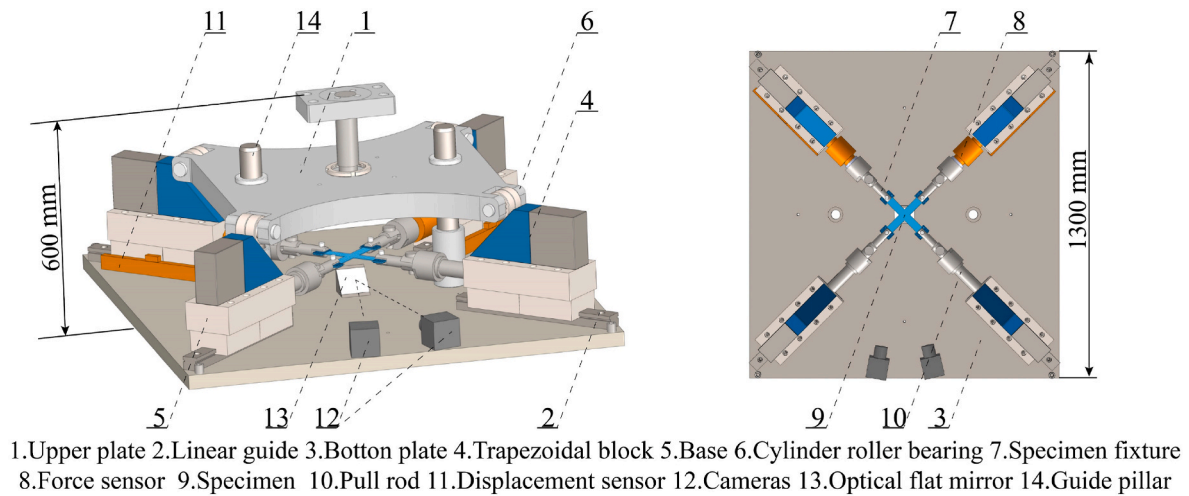 11 14 1 6
4
600 mm
5 13 12 2
7 8
1300 mm
9 10 3
1.Upper plate 2.Linear guide 3.Botton plate 4.Trapezoidal block 5.Base 6.Cylinder roller bearing 7.Specimen fixture
8.Force sensor 9.Specimen 10.Pull rod 11.Displacement sensor 12.Cameras 13.Optical flat mirror 14.Guide pillar